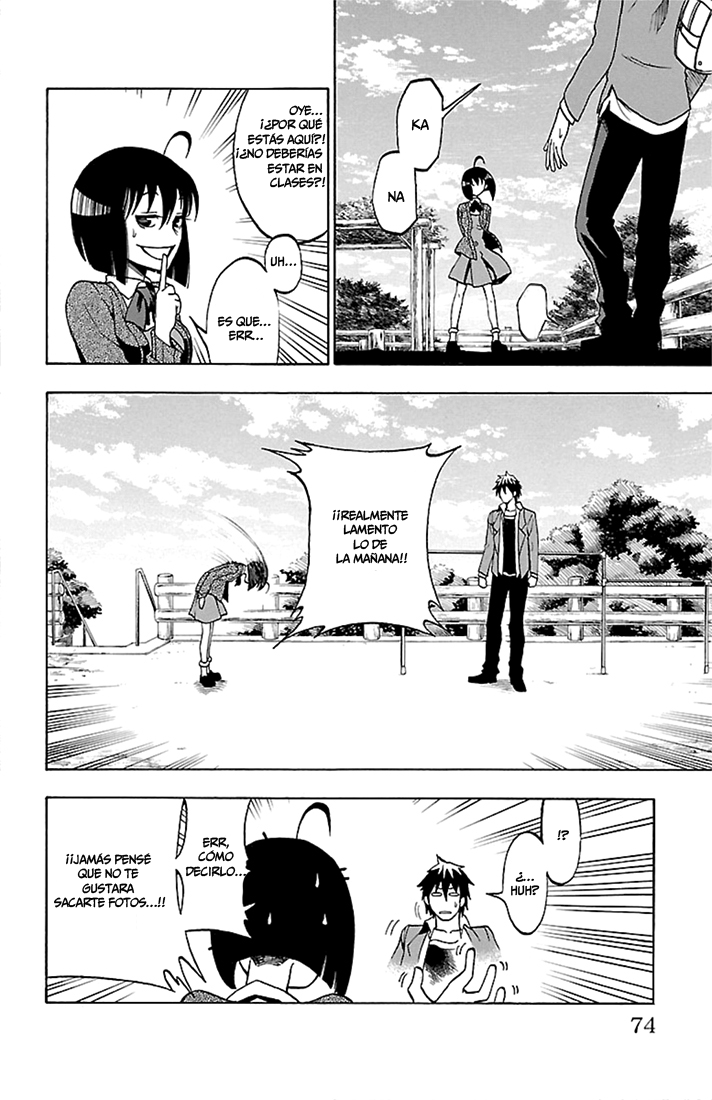 KA
NA
OYE...
¡¿POR QUÉ
ESTÁS AQUÍ?!
¡¿NO DEBERÍAS
ESTAR EN
CLASES?!
UH...
ES QUE...
ERR...
¡¡REALMENTE
LAMENTO
LO DE
LA MAÑANA!!
!?
¿...
HUH?
ERR,
CÓMO
DECIRLO...
¡¡JAMÁS PENSÉ
QUE NO TE
GUSTARA
SACARTE FOTOS...!!
74